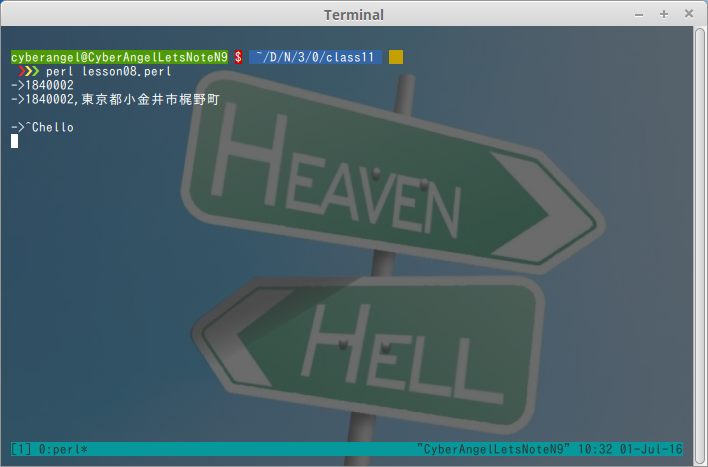 Terminal
cyberangel@CyberAngelLetsNoteN9 $ ~/D/N/3/0/class11
❯❯❯ perl lesson08.perl
->1840002
->1840002,東京都小金井市梶野町
->^Chello
HEAVEN
HELL
[1] 0:perl* "CyberAngelLetsNoteN9" 10:32 01-Jul-16